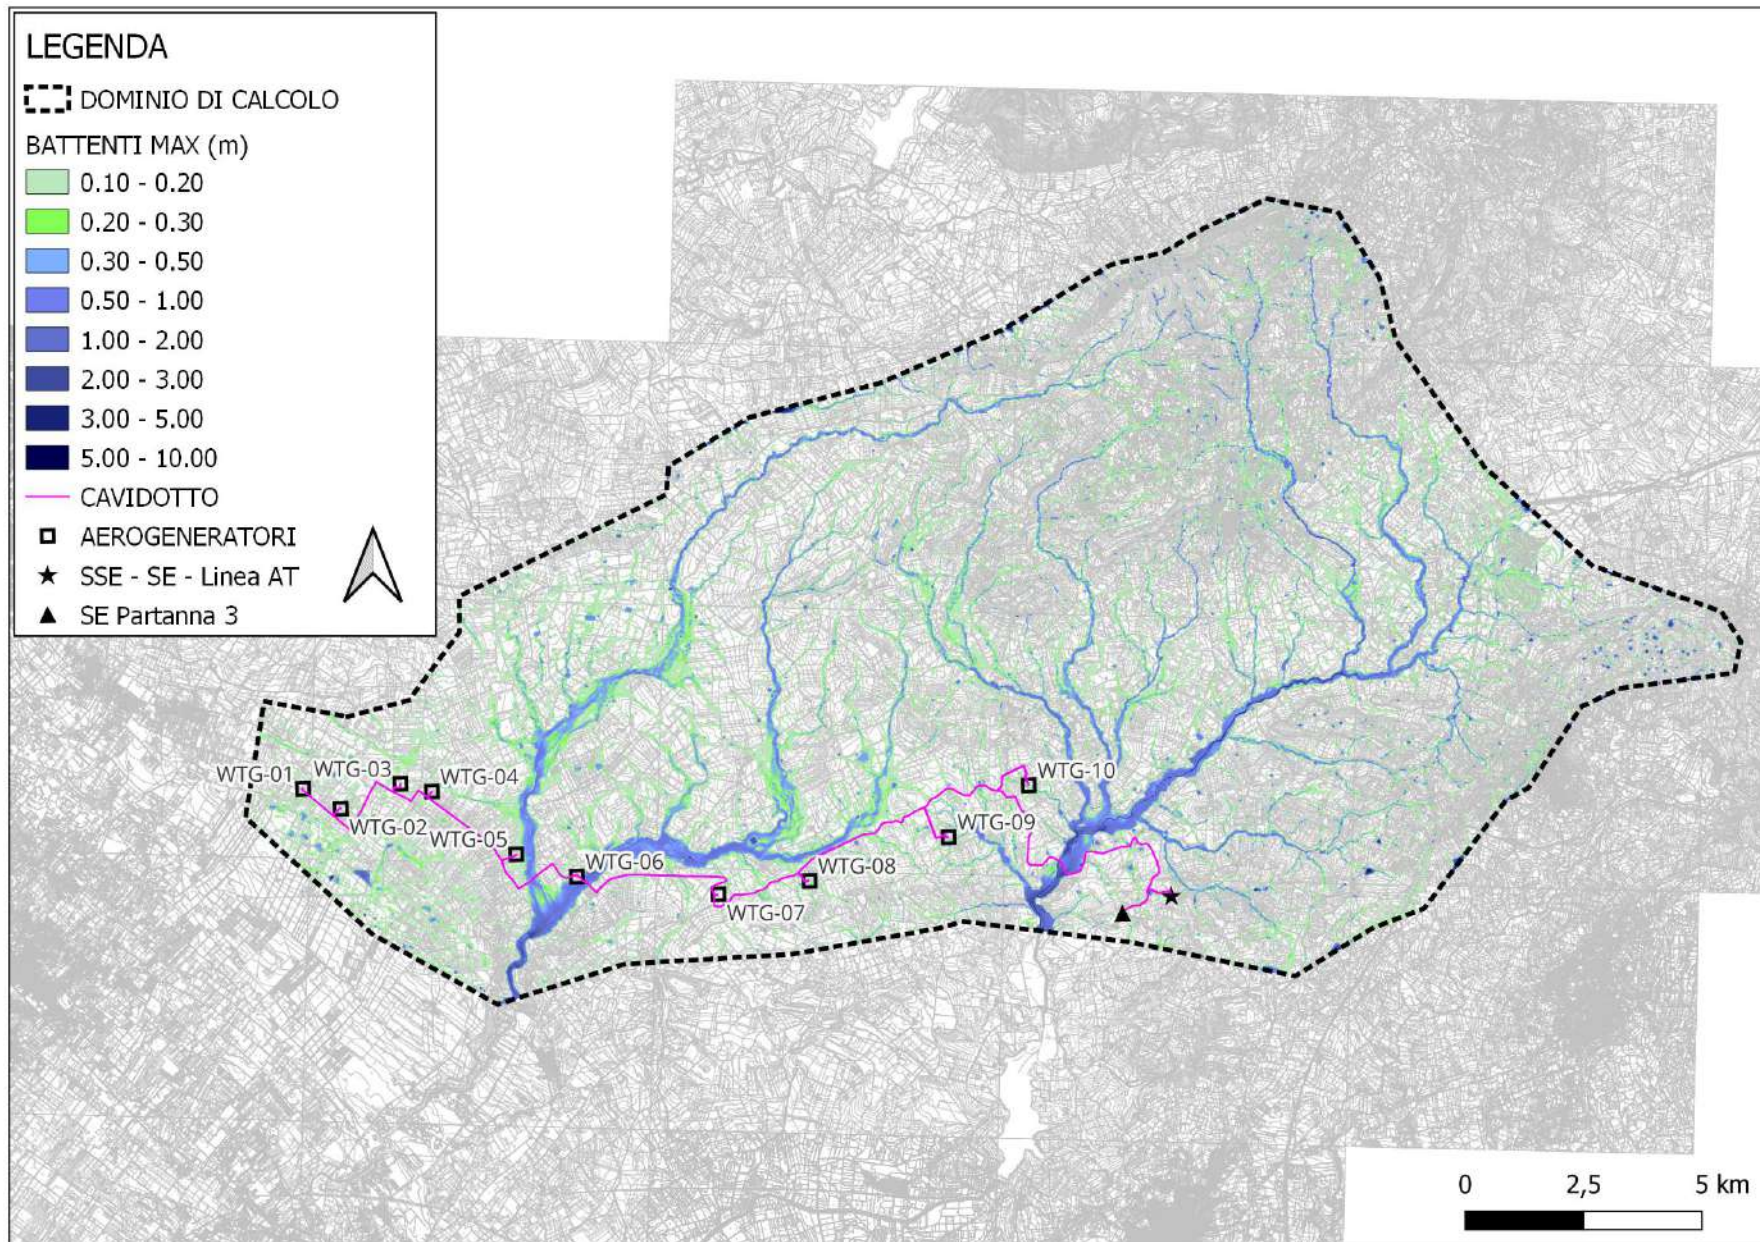 LEGENDA
DOMINIO DI CALCOLO
BATTENTI MAX (m)
0.10 - 0.20
0.20 - 0.30
0.30 - 0.50
0.50 - 1.00
1.00 - 2.00
2.00 - 3.00
3.00 - 5.00
5.00 - 10.00
CAVIDOTTO
AEROGENERATORI
SSE - SE - Linea AT
SE Partanna 3
WTG-01
WTG-03
WTG-04
WTG-02
WTG-05
WTG-06
WTG-07
WTG-08
WTG-09
WTG-10
0 2,5 5 km